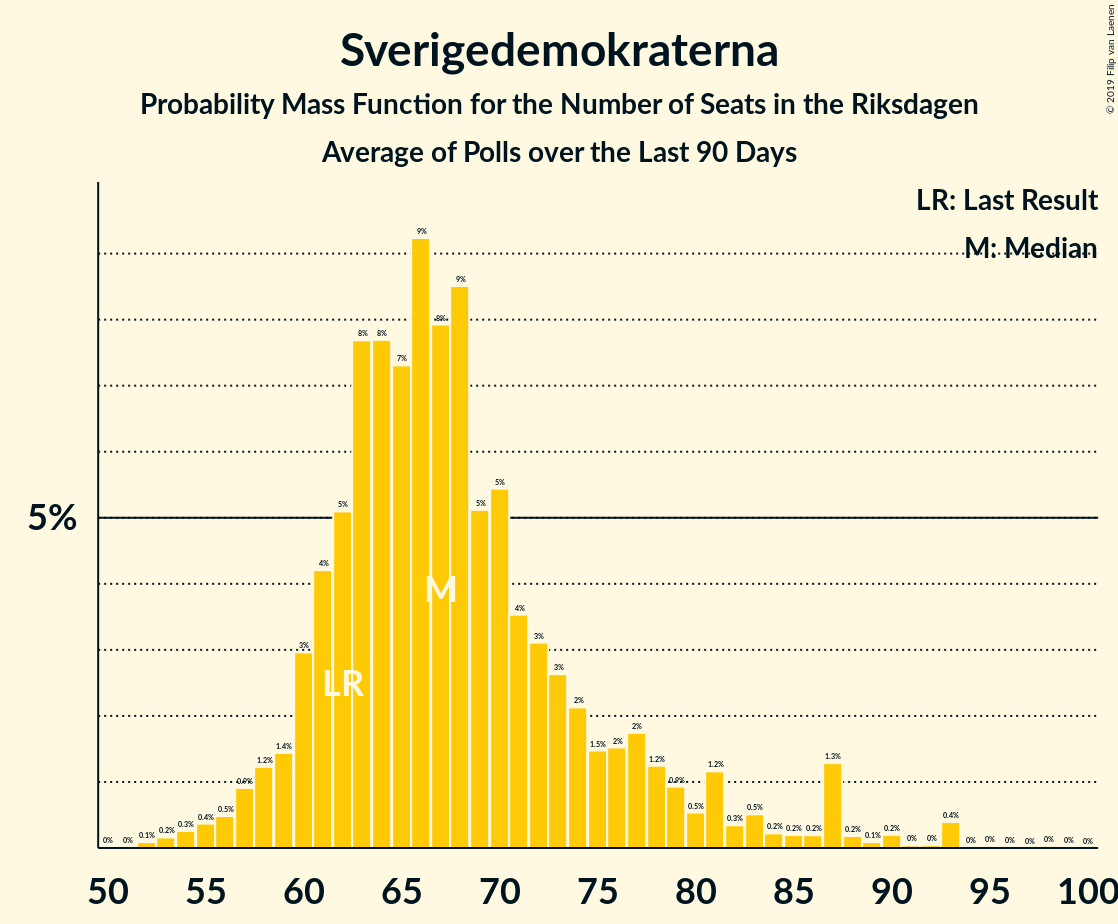 Sverigedemokraterna
Probability Mass Function for the Number of Seats in the Riksdagen
Average of Polls over the Last 90 Days
© 2019 Filip van Laenen
LR: Last Result
M: Median
5%
0% 0% 0.1% 0.2% 0.3% 0.4% 0.5% 0.9% 1.2% 1.4% 3% 4% 5% 8% 8% 7% 9% 8% 9% 5% 5% 4% 3% 3% 2% 1.5% 2% 2% 1.2% 0.9% 0.5% 1.2% 0.3% 0.5% 0.2% 0.2% 0.2% 1.3% 0.2% 0.1% 0.2% 0% 0% 0.4% 0% 0% 0% 0% 0% 0% 0%
M
LR
50 55 60 65 70 75 80 85 90 95 100